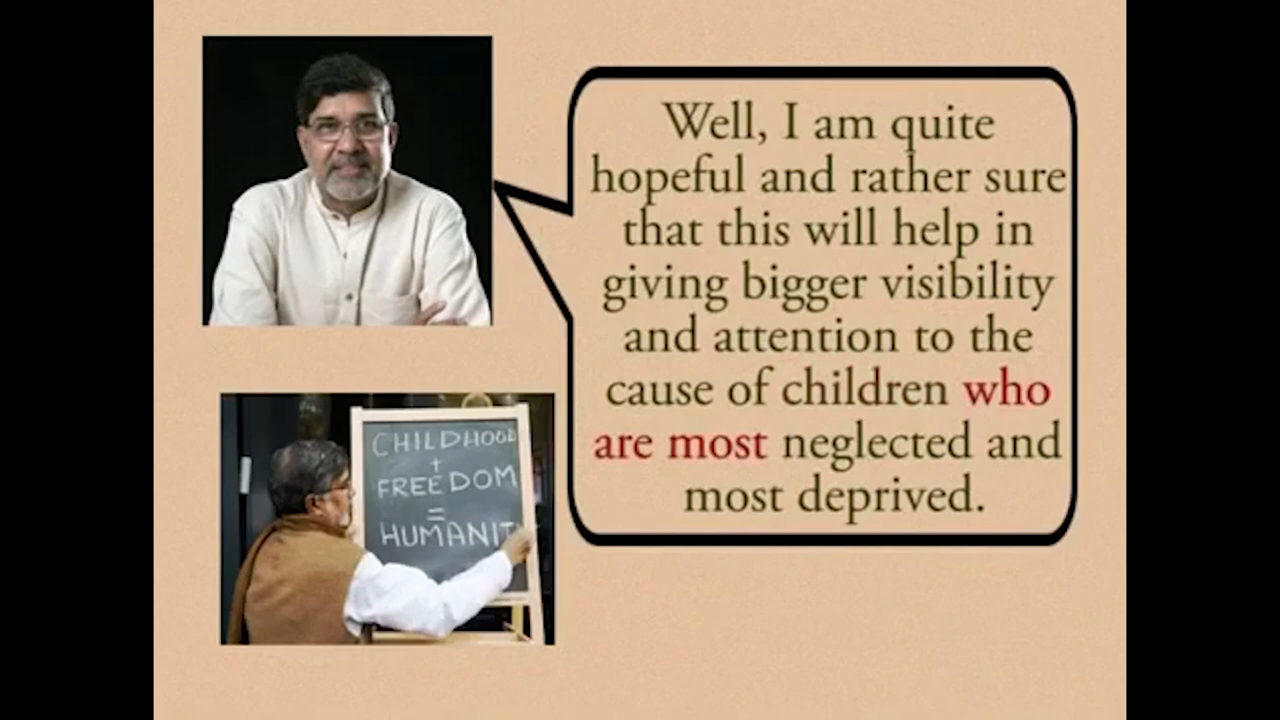 Well, I am quite
hopeful and rather sure
that this will help in
giving bigger visibility
and attention to the
cause of children who
are most neglected and
most deprived.
CHILDHOOD
+
FREEDOM
=
HUMANIT